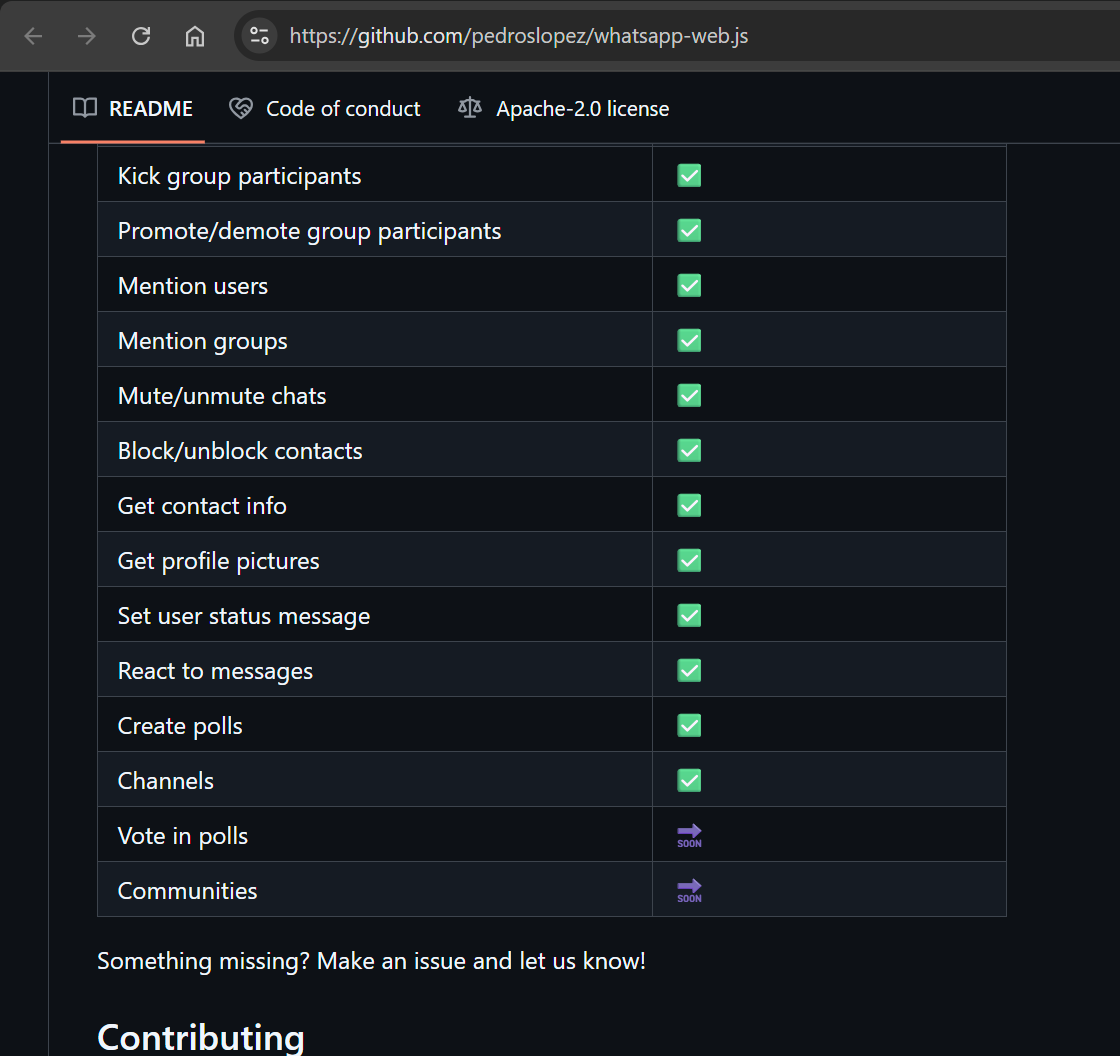 https://github.com/pedroslopez/whatsapp-web.js
README Code of conduct Apache-2.0 license
Kick group participants ✅
Promote/demote group participants ✅
Mention users ✅
Mention groups ✅
Mute/unmute chats ✅
Block/unblock contacts ✅
Get contact info ✅
Get profile pictures ✅
Set user status message ✅
React to messages ✅
Create polls ✅
Channels ✅
Vote in polls SOON
Communities SOON
Something missing? Make an issue and let us know!
Contributing